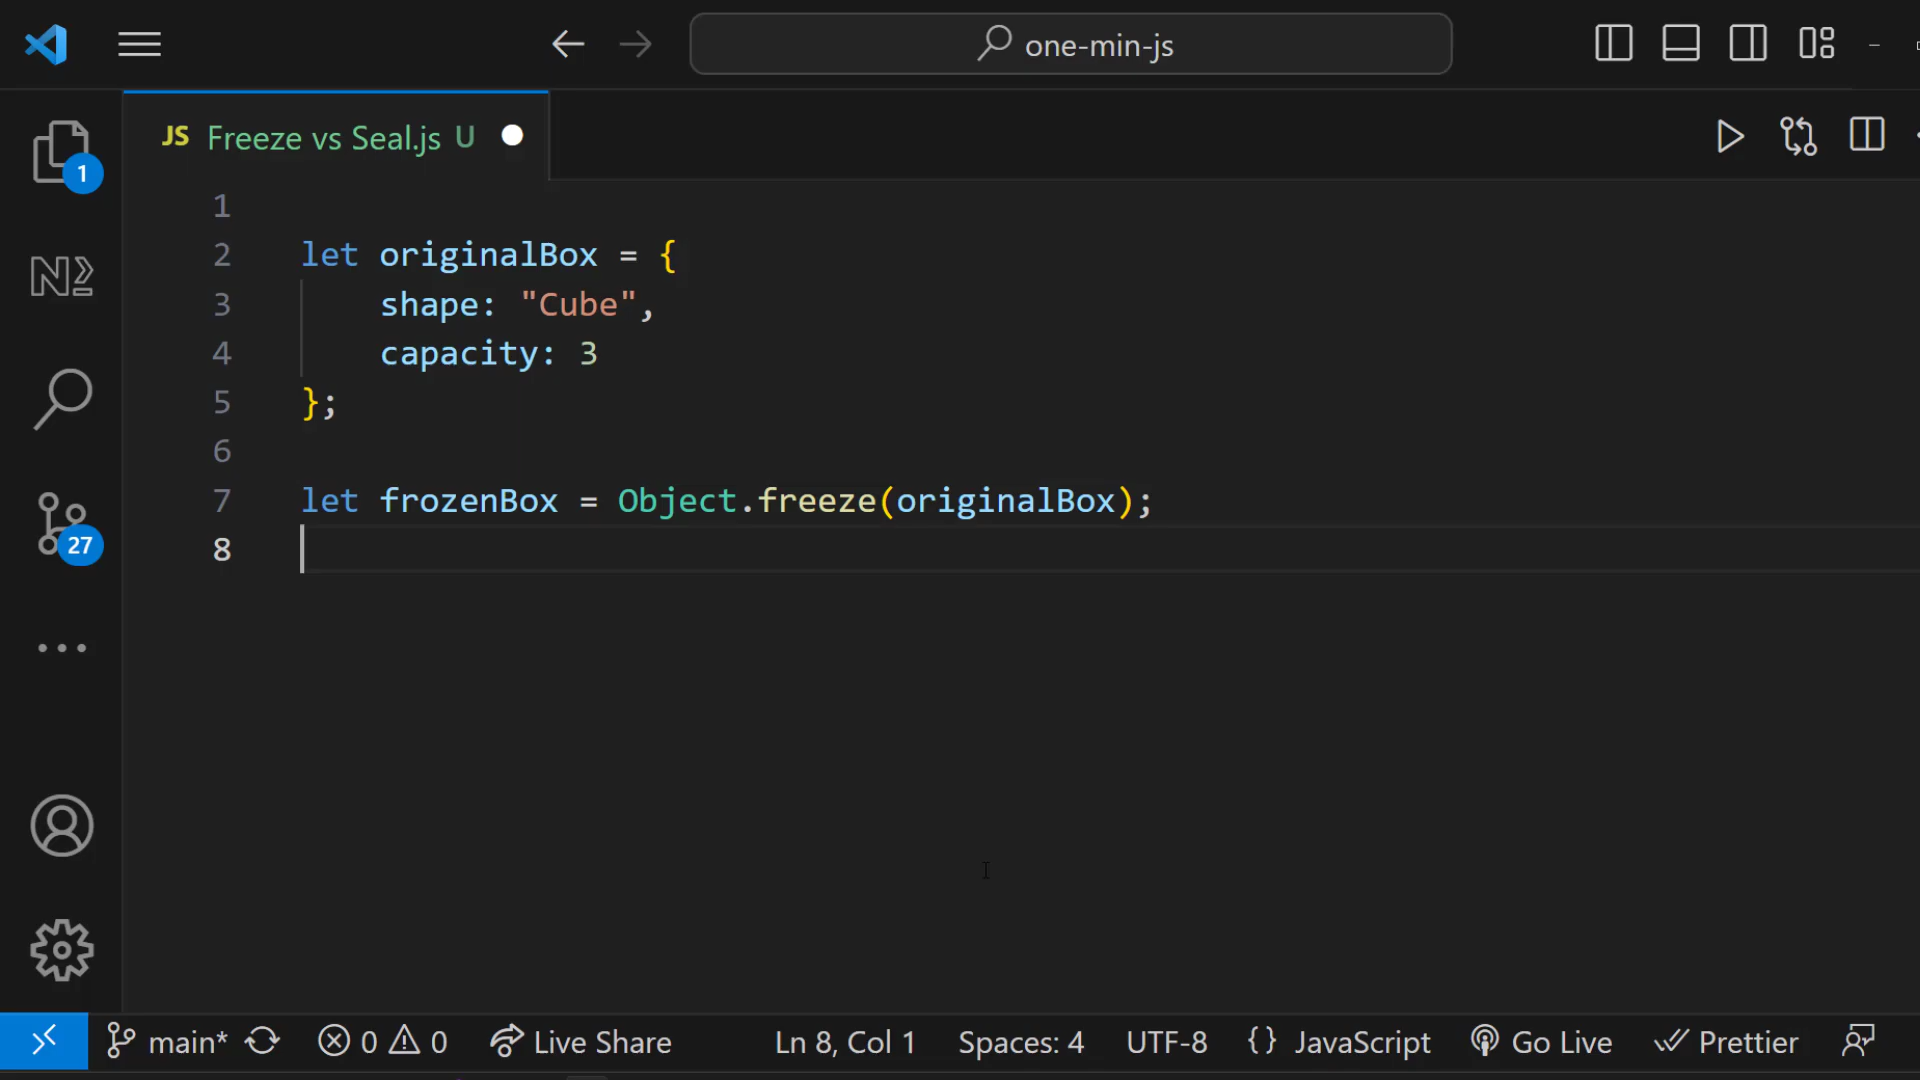 one-min-js
JS Freeze vs Seal.js U
1
1
2 let originalBox = {
3 shape: "Cube",
4 capacity: 3
5 };
6
7 let frozenBox = Object.freeze(originalBox);
8
27
main* 0 0 Live Share Ln 8, Col 1 Spaces: 4 UTF-8 {} JavaScript Go Live Prettier